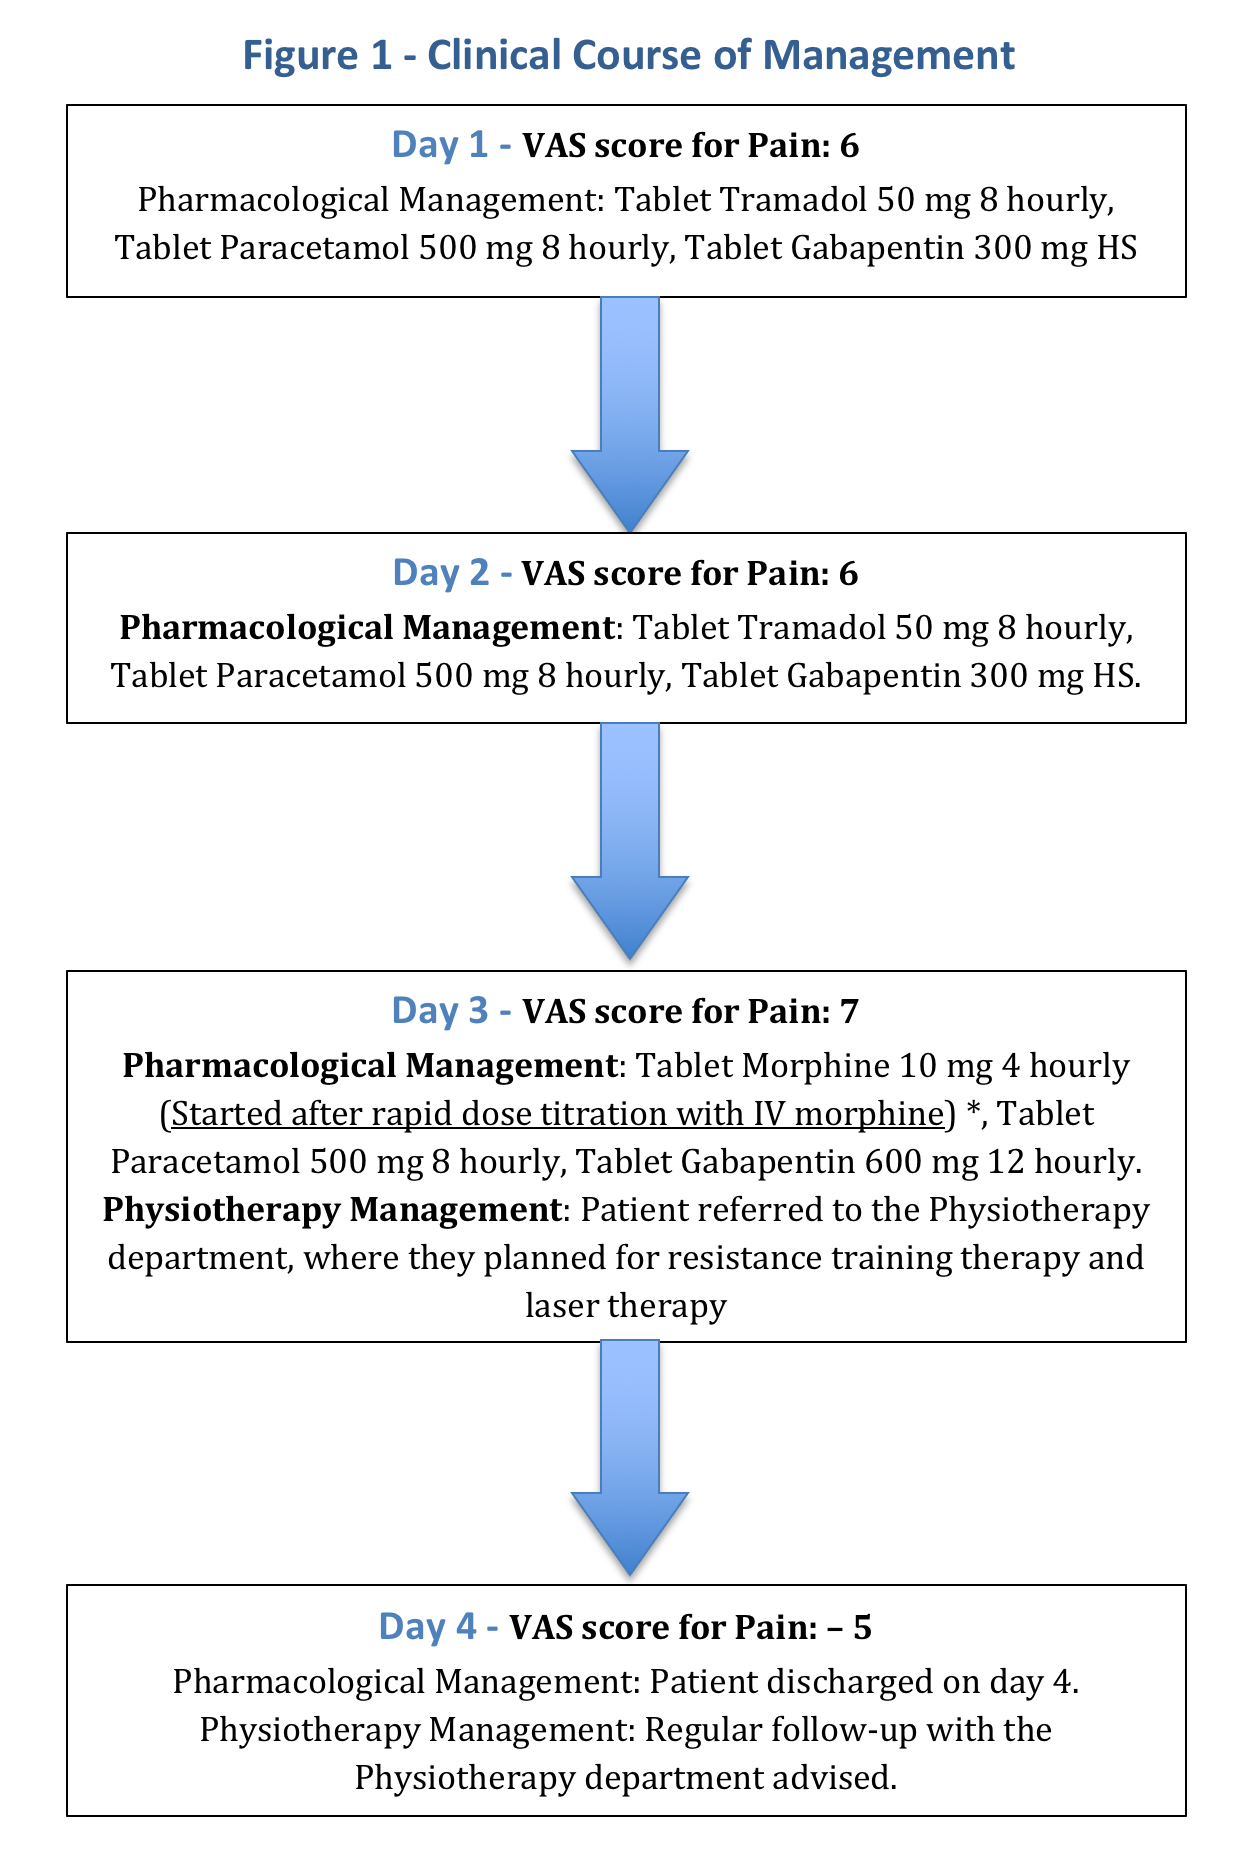 Figure 1 - Clinical Course of Management
Day 1 - VAS score for Pain: 6
Pharmacological Management: Tablet Tramadol 50 mg 8 hourly,
Tablet Paracetamol 500 mg 8 hourly, Tablet Gabapentin 300 mg HS
Day 2 - VAS score for Pain: 6
Pharmacological Management: Tablet Tramadol 50 mg 8 hourly,
Tablet Paracetamol 500 mg 8 hourly, Tablet Gabapentin 300 mg HS.
Day 3 - VAS score for Pain: 7
Pharmacological Management: Tablet Morphine 10 mg 4 hourly
(Started after rapid dose titration with IV morphine) *, Tablet
Paracetamol 500 mg 8 hourly, Tablet Gabapentin 600 mg 12 hourly.
Physiotherapy Management: Patient referred to the Physiotherapy
department, where they planned for resistance training therapy and
laser therapy
Day 4 - VAS score for Pain: – 5
Pharmacological Management: Patient discharged on day 4.
Physiotherapy Management: Regular follow-up with the
Physiotherapy department advised.